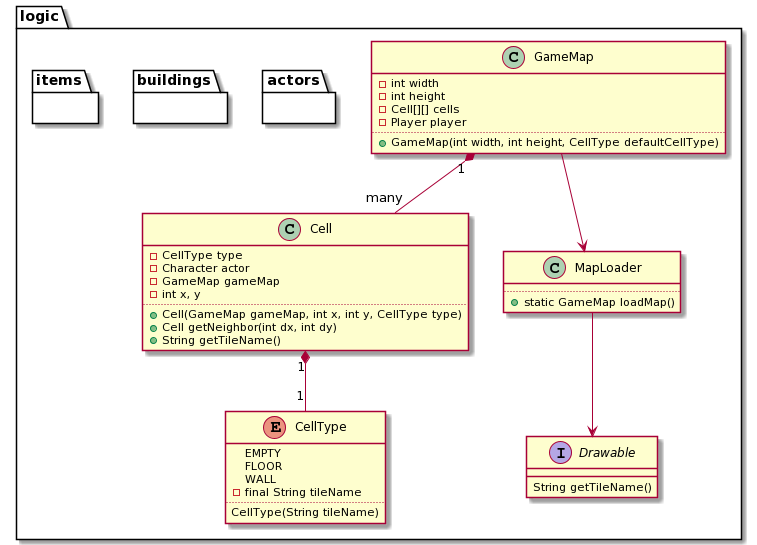 logic
items
buildings
actors
C GameMap
int width
int height
Cell[][] cells
Player player
GameMap(int width, int height, CellType defaultCellType)
1
many
C Cell
CellType type
Character actor
GameMap gameMap
int x, y
Cell(GameMap gameMap, int x, int y, CellType type)
Cell getNeighbor(int dx, int dy)
String getTileName()
C MapLoader
static GameMap loadMap()
1
1
E CellType
EMPTY
FLOOR
WALL
final String tileName
CellType(String tileName)
I Drawable
String getTileName()